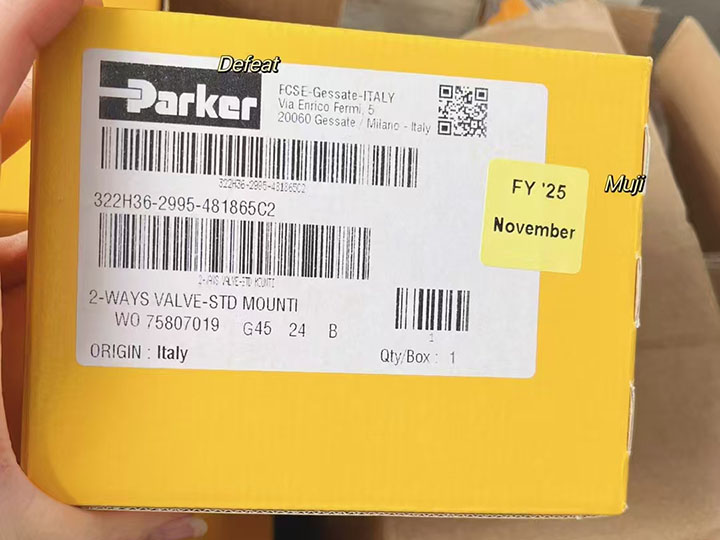 Defeat
Parker
FCSE-Gessate-ITALY
Via Enrico Fermi, 5
20060 Gessate / Milano - Italy
322H36-2995-481865C2
322H36-2995-481865C2
2-WAYS VALVE-STD MOUNTI
2-WAYS VALVE-STD MOUNTI
WO 75807019 G45 24 B
1
ORIGIN : Italy
Qty/Box : 1
FY '25
November
Muji